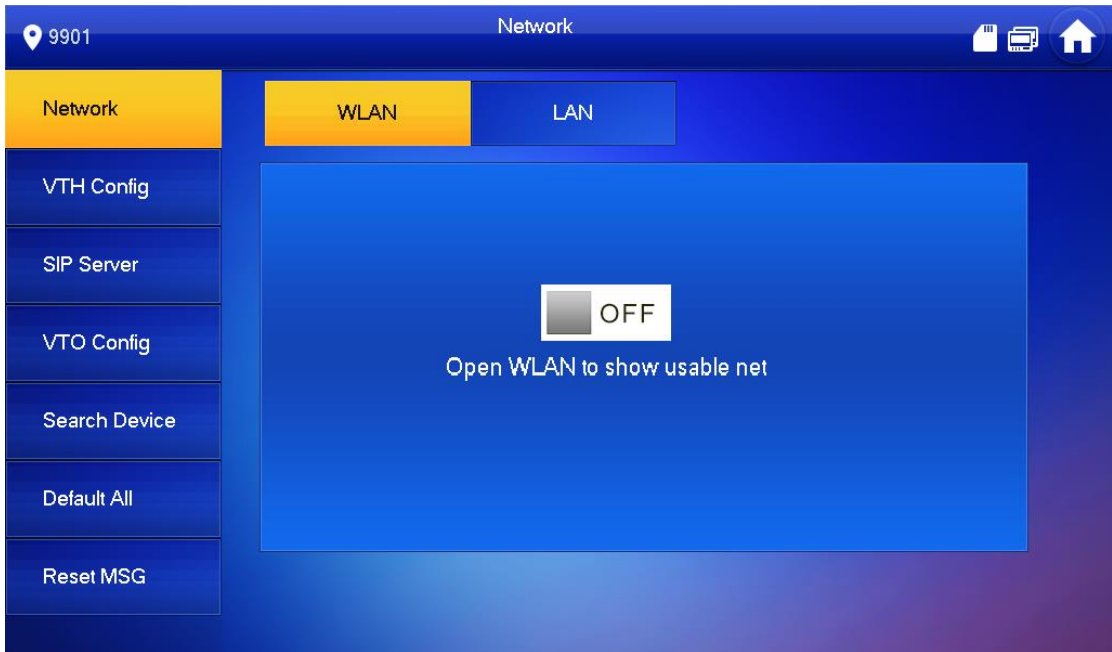 9901
Network
Network
WLAN
LAN
VTH Config
SIP Server
VTO Config
Search Device
Default All
Reset MSG
OFF
Open WLAN to show usable net